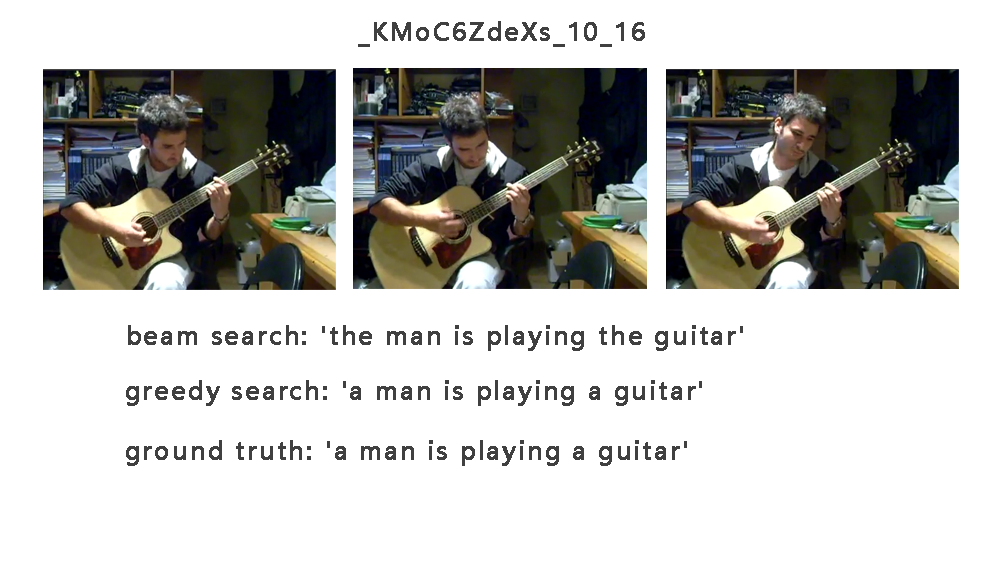 _KMoC6ZdeXs_10_16
beam search: 'the man is playing the guitar'
greedy search: 'a man is playing a guitar'
ground truth: 'a man is playing a guitar'